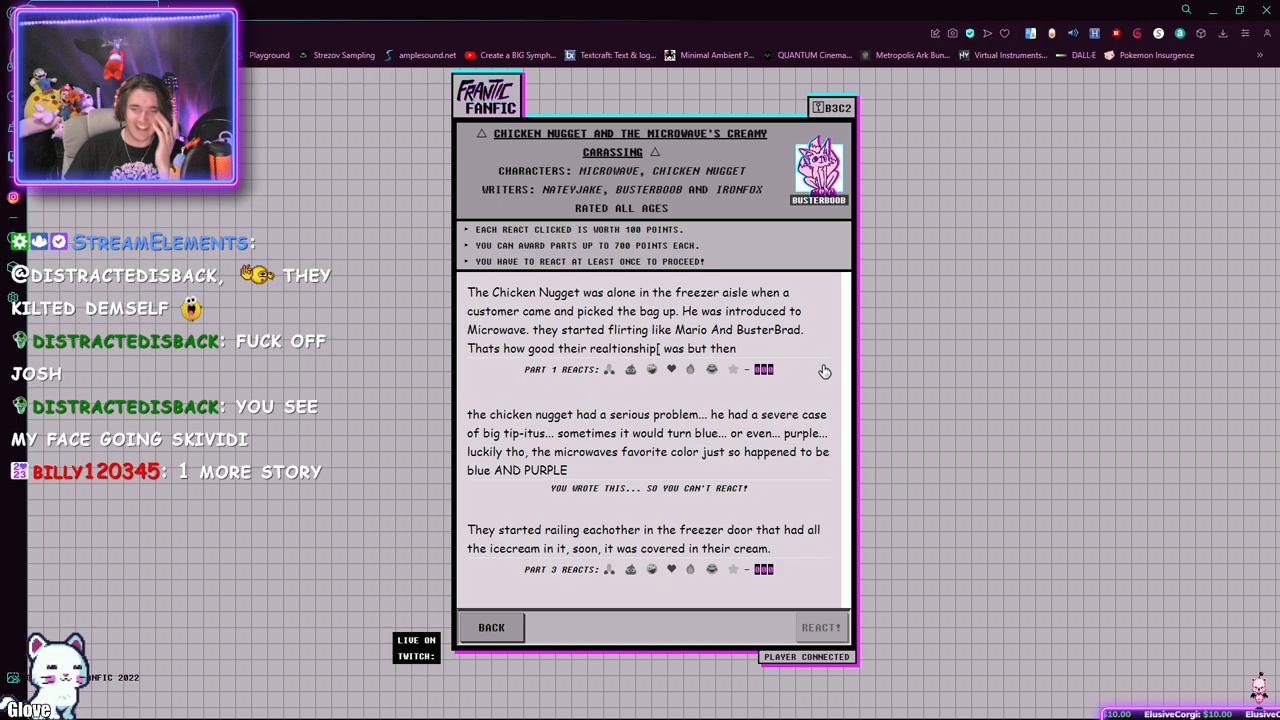 Playground
Strezov Sampling
amplesound.net
Create a BIG Symph...
Textcraft: Text & log...
Minimal Ambient P...
QUANTUM Cinema...
Metropolis Ark Bun...
Virtual Instruments...
DALL·E
Pokemon Insurgence
FRANTIC
FANFIC
B3C2
△ CHICKEN NUGGET AND THE MICROWAVE'S CREAMY
CARASSING △
CHARACTERS: MICROWAVE, CHICKEN NUGGET
WRITERS: NATEYJAKE, BUSTERBOOB AND IRONFOX
RATED ALL AGES
BUSTERBOOB
EACH REACT CLICKED IS WORTH 100 POINTS.
YOU CAN AWARD PARTS UP TO 700 POINTS EACH.
YOU HAVE TO REACT AT LEAST ONCE TO PROCEED!
STREAMELEMENTS:
@DISTRACTEDISBACK, THEY
KILTED DEMSELF
DISTRACTEDISBACK: FUCK OFF
JOSH
DISTRACTEDISBACK: YOU SEE
MY FACE GOING SKIVIDI
BILLY120345: 1 MORE STORY
The Chicken Nugget was alone in the freezer aisle when a
customer came and picked the bag up. He was introduced to
Microwave. they started flirting like Mario And BusterBrad.
Thats how good their realtionship[ was but then
PART 1 REACTS: - 000
the chicken nugget had a serious problem... he had a severe case
of big tip-itus... sometimes it would turn blue... or even... purple...
luckily tho, the microwaves favorite color just so happened to be
blue AND PURPLE
YOU WROTE THIS... SO YOU CAN'T REACT!
They started railing eachother in the freezer door that had all
the icecream in it, soon, it was covered in their cream.
PART 3 REACTS: - 000
BACK
REACT!
LIVE ON
TWITCH:
PLAYER CONNECTED
FANFIC 2022
Glove
$10.00 ElusiveCorgi: $10.00 ElusiveC